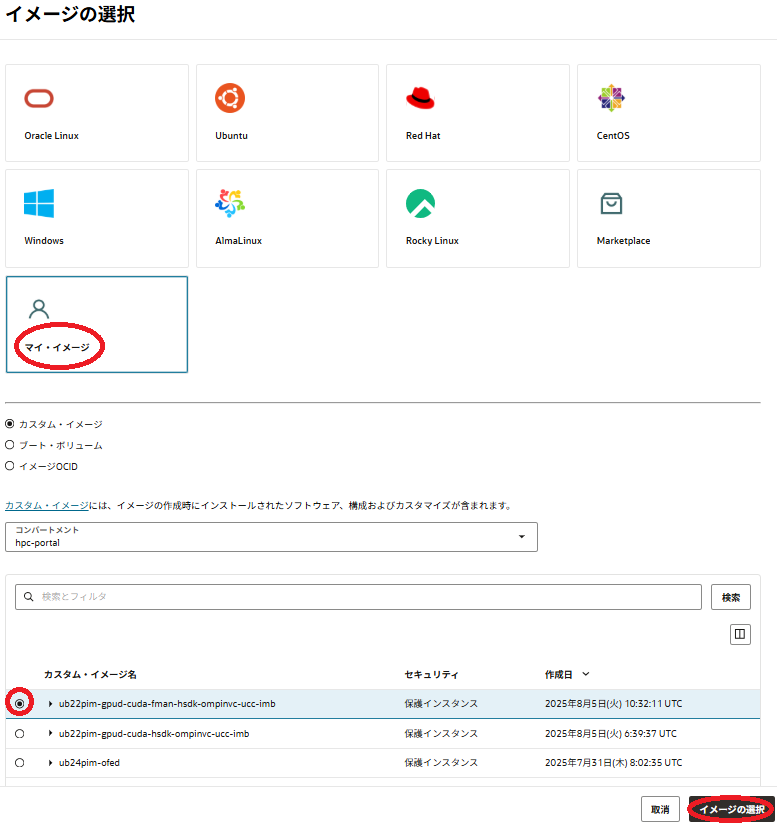 イメージの選択
Oracle Linux
Ubuntu
Red Hat
CentOS
Windows
AlmaLinux
Rocky Linux
Marketplace
マイ・イメージ
カスタム・イメージ
ブート・ボリューム
イメージOCID
カスタム・イメージには、イメージの作成時にインストールされたソフトウェア、構成およびカスタマイズが含まれます。
コンパートメント
hpc-portal
検索とフィルタ
検索
カスタム・イメージ名 セキュリティ 作成日
ub22pim-gpud-cuda-fman-hsdk-ompinvc-ucc-imb 保護インスタンス 2025年8月5日(火) 10:32:11 UTC
ub22pim-gpud-cuda-hsdk-ompinvc-ucc-imb 保護インスタンス 2025年8月5日(火) 6:39:37 UTC
ub24pim-ofed 保護インスタンス 2025年7月31日(木) 8:02:35 UTC
取消 イメージの選択